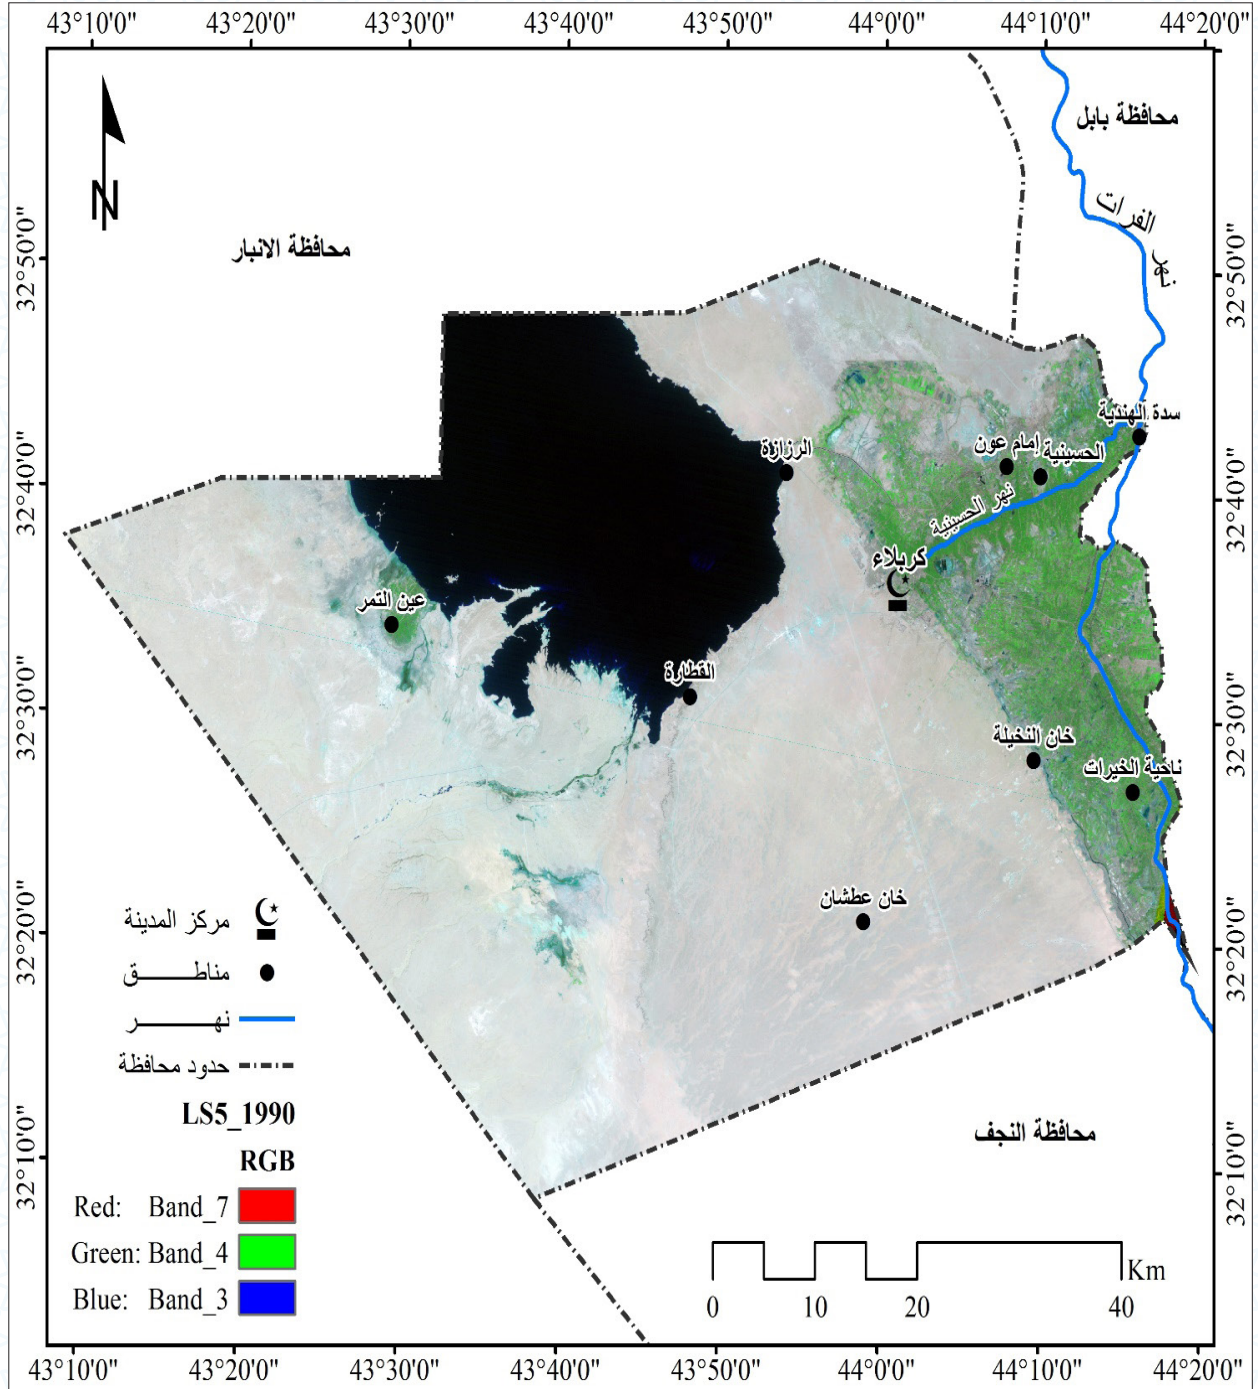 43°10'0" 43°20'0" 43°30'0" 43°40'0" 43°50'0" 44°0'0" 44°10'0" 44°20'0"
محافظة بابل
نهر الفرات
محافظة الانبار
32°50'0" 32°50'0"
سدة الهندية
الرزازة
إمام عون
الحسينية
32°40'0" 32°40'0"
نهر الحسينية
كربلاء
عين التمر
القطارة
32°30'0" 32°30'0"
خان النخيلة
ناحية الخيرات
خان عطشان
32°20'0" 32°20'0"
مركز المدينة
مناطــــــق
نهــــــــر
حدود محافظة
LS5_1990
RGB
Red: Band_7
Green: Band_4
Blue: Band_3
محافظة النجف
32°10'0" 32°10'0"
N
Km
0 10 20 40
43°10'0" 43°20'0" 43°30'0" 43°40'0" 43°50'0" 44°0'0" 44°10'0" 44°20'0"